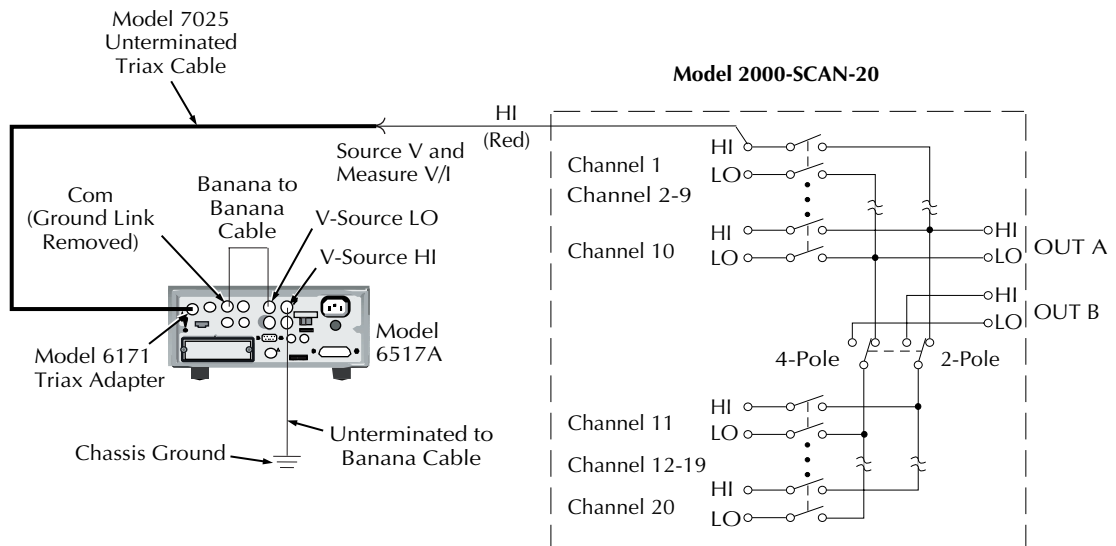 Model 7025
Unterminated
Triax Cable
Model 2000-SCAN-20
HI
(Red)
Source V and
Measure V/I
Banana to
Banana
Cable
Com
(Ground Link
Removed)
V-Source LO
V-Source HI
Model
6517A
Model 6171
Triax Adapter
Chassis Ground
Unterminated to
Banana Cable
Channel 1
HI
LO
Channel 2-9
Channel 10
HI
LO
HI
LO
OUT A
HI
LO
OUT B
4-Pole
2-Pole
Channel 11
HI
LO
Channel 12-19
Channel 20
HI
LO